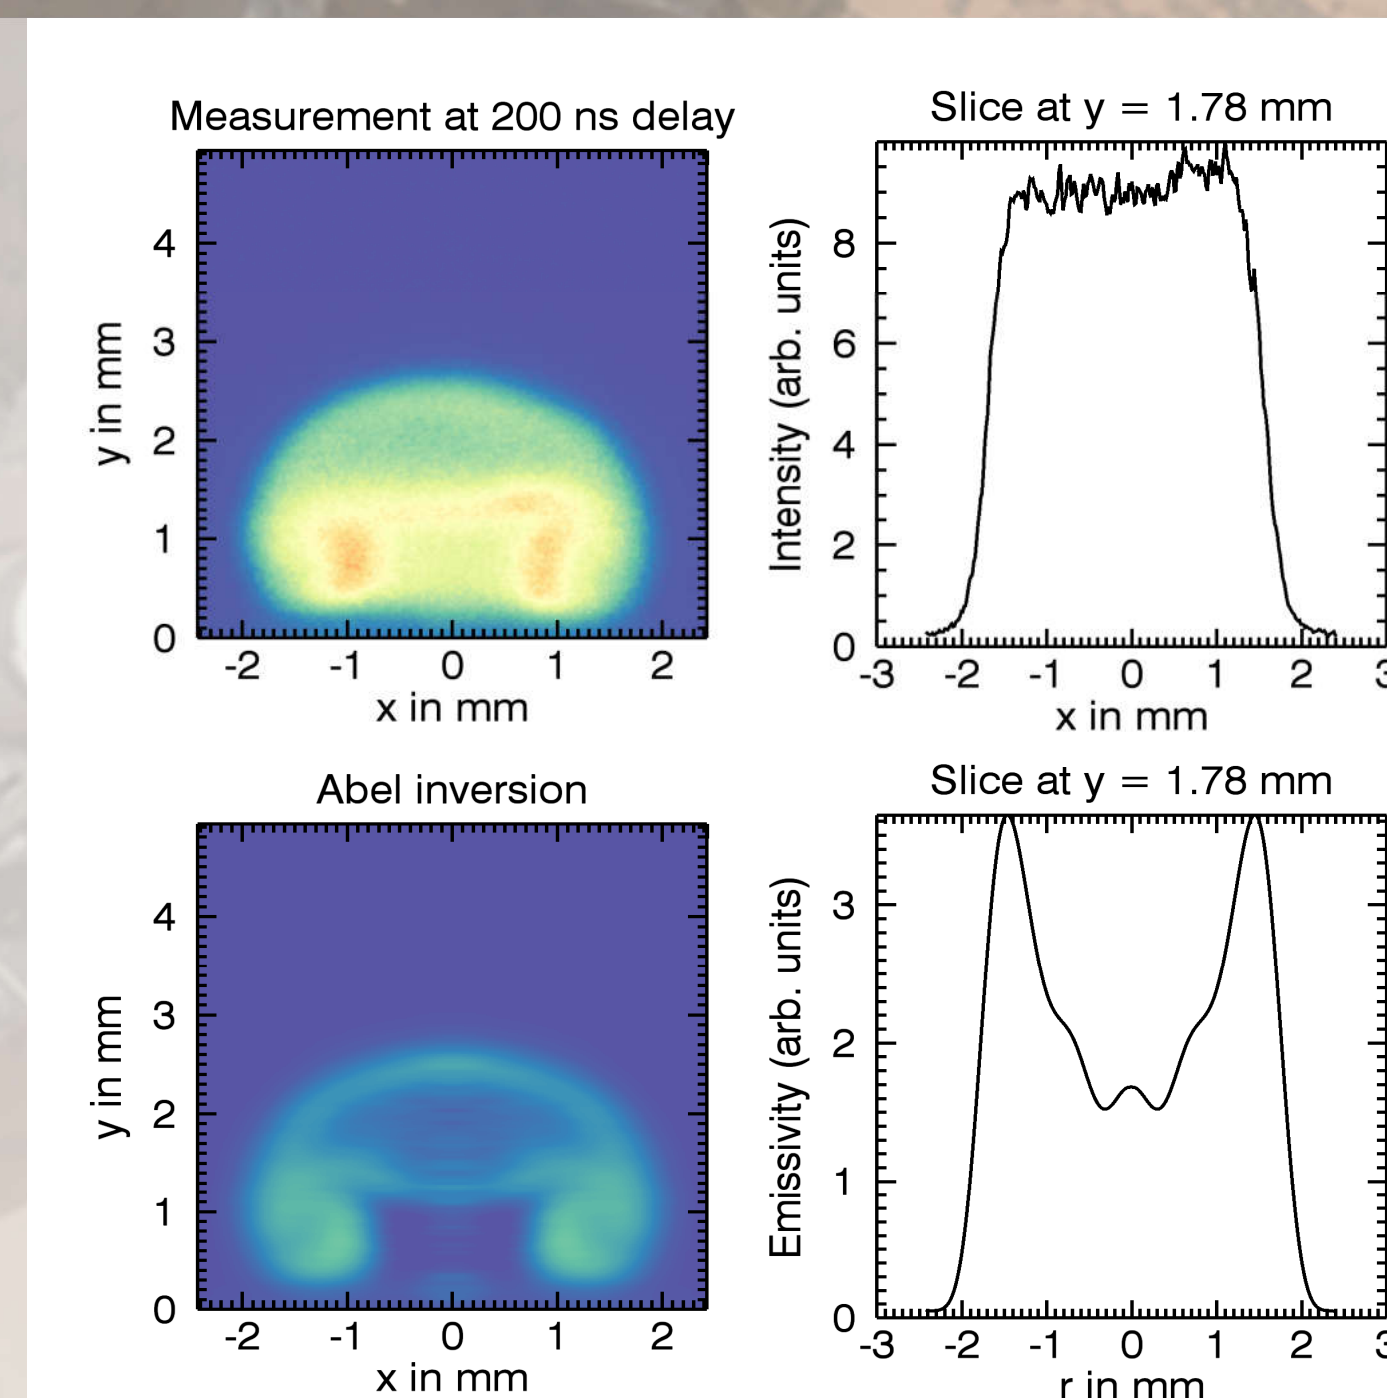 Measurement at 200 ns delay
y in mm
4
3
2
1
0
-2 -1 0 1 2
x in mm
Slice at y = 1.78 mm
Intensity (arb. units)
8
6
4
2
0
-3 -2 -1 0 1 2 3
x in mm
Abel inversion
y in mm
4
3
2
1
0
-2 -1 0 1 2
x in mm
Slice at y = 1.78 mm
Emissivity (arb. units)
3
2
1
0
-3 -2 -1 0 1 2 3
r in mm